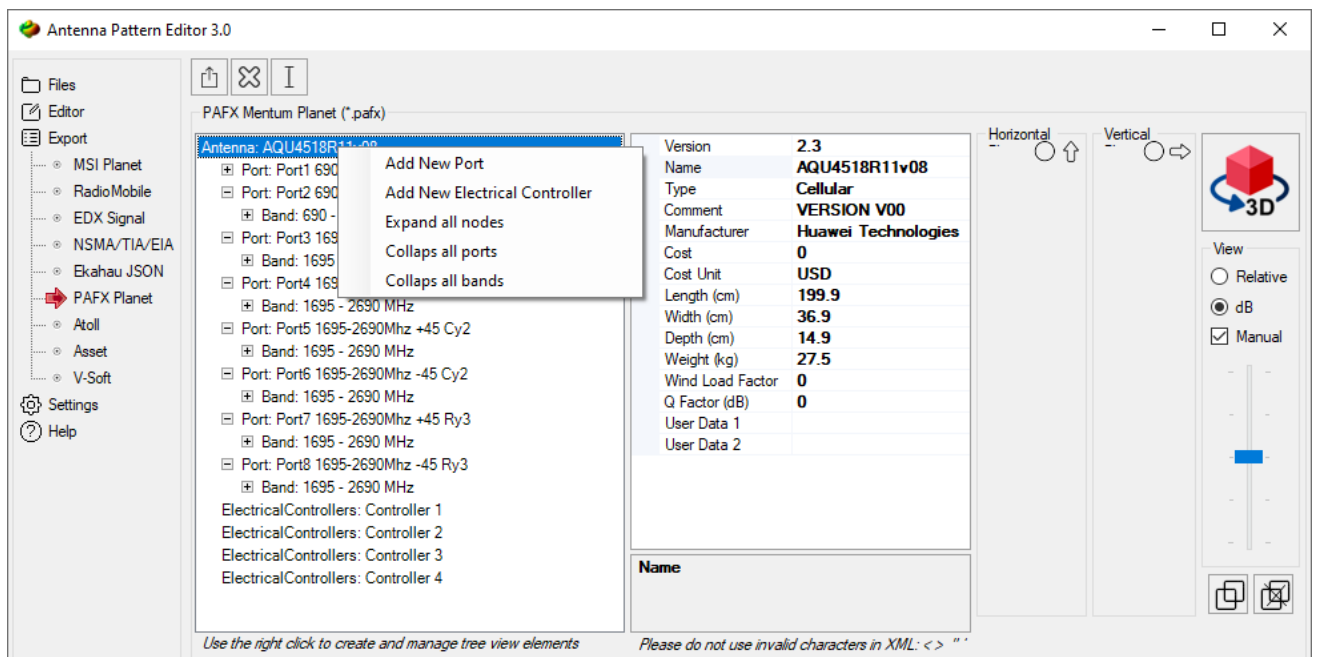 Antenna Pattern Editor 3.0
Files
Editor
Export
MSI Planet
RadioMobile
EDX Signal
NSMA/TIA/EIA
Ekahau JSON
PAFX Planet
Atoll
Asset
V-Soft
Settings
Help
PAFX Mentum Planet (*.pafx)
Antenna: AQU4518R11v08
Port: Port1 690
Port: Port2 690
Band: 690 -
Port: Port3 169
Band: 1695
Port: Port4 169
Band: 1695 - 2690 MHz
Port: Port5 1695-2690Mhz +45 Cy2
Band: 1695 - 2690 MHz
Port: Port6 1695-2690Mhz -45 Cy2
Band: 1695 - 2690 MHz
Port: Port7 1695-2690Mhz +45 Ry3
Band: 1695 - 2690 MHz
Port: Port8 1695-2690Mhz -45 Ry3
Band: 1695 - 2690 MHz
ElectricalControllers: Controller 1
ElectricalControllers: Controller 2
ElectricalControllers: Controller 3
ElectricalControllers: Controller 4
Use the right click to create and manage tree view elements
Add New Port
Add New Electrical Controller
Expand all nodes
Collaps all ports
Collaps all bands
Version 2.3
Name AQU4518R11v08
Type Cellular
Comment VERSION V00
Manufacturer Huawei Technologies
Cost 0
Cost Unit USD
Length (cm) 199.9
Width (cm) 36.9
Depth (cm) 14.9
Weight (kg) 27.5
Wind Load Factor 0
Q Factor (dB) 0
User Data 1
User Data 2
Name
Please do not use invalid characters in XML: < > " '
Horizontal
Vertical
3D
View
Relative
dB
Manual